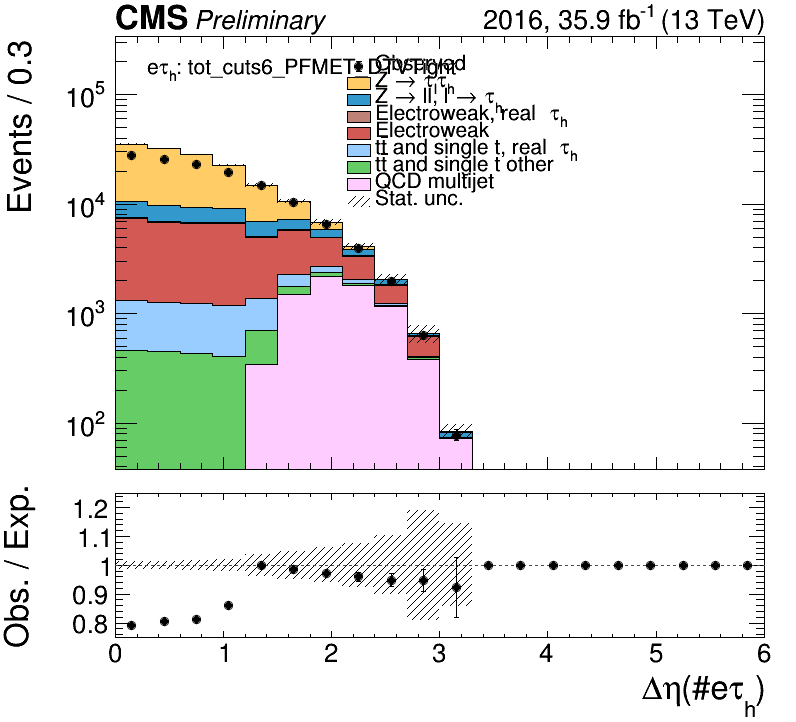 CMS Preliminary 2016, 35.9 fb⁻¹ (13 TeV)
Events / 0.3
10⁵
10⁴
10³
10²
eτh: tot_cuts6_PFMET
Observed
Z → τlτh
Z → ll, l → τh
Electroweak, real τh
Electroweak
tt̄ and single t, real τh
tt̄ and single t other
QCD multijet
Stat. unc.
Obs. / Exp.
1.2
1.1
1
0.9
0.8
0 1 2 3 4 5 6
Δη(#eτh)